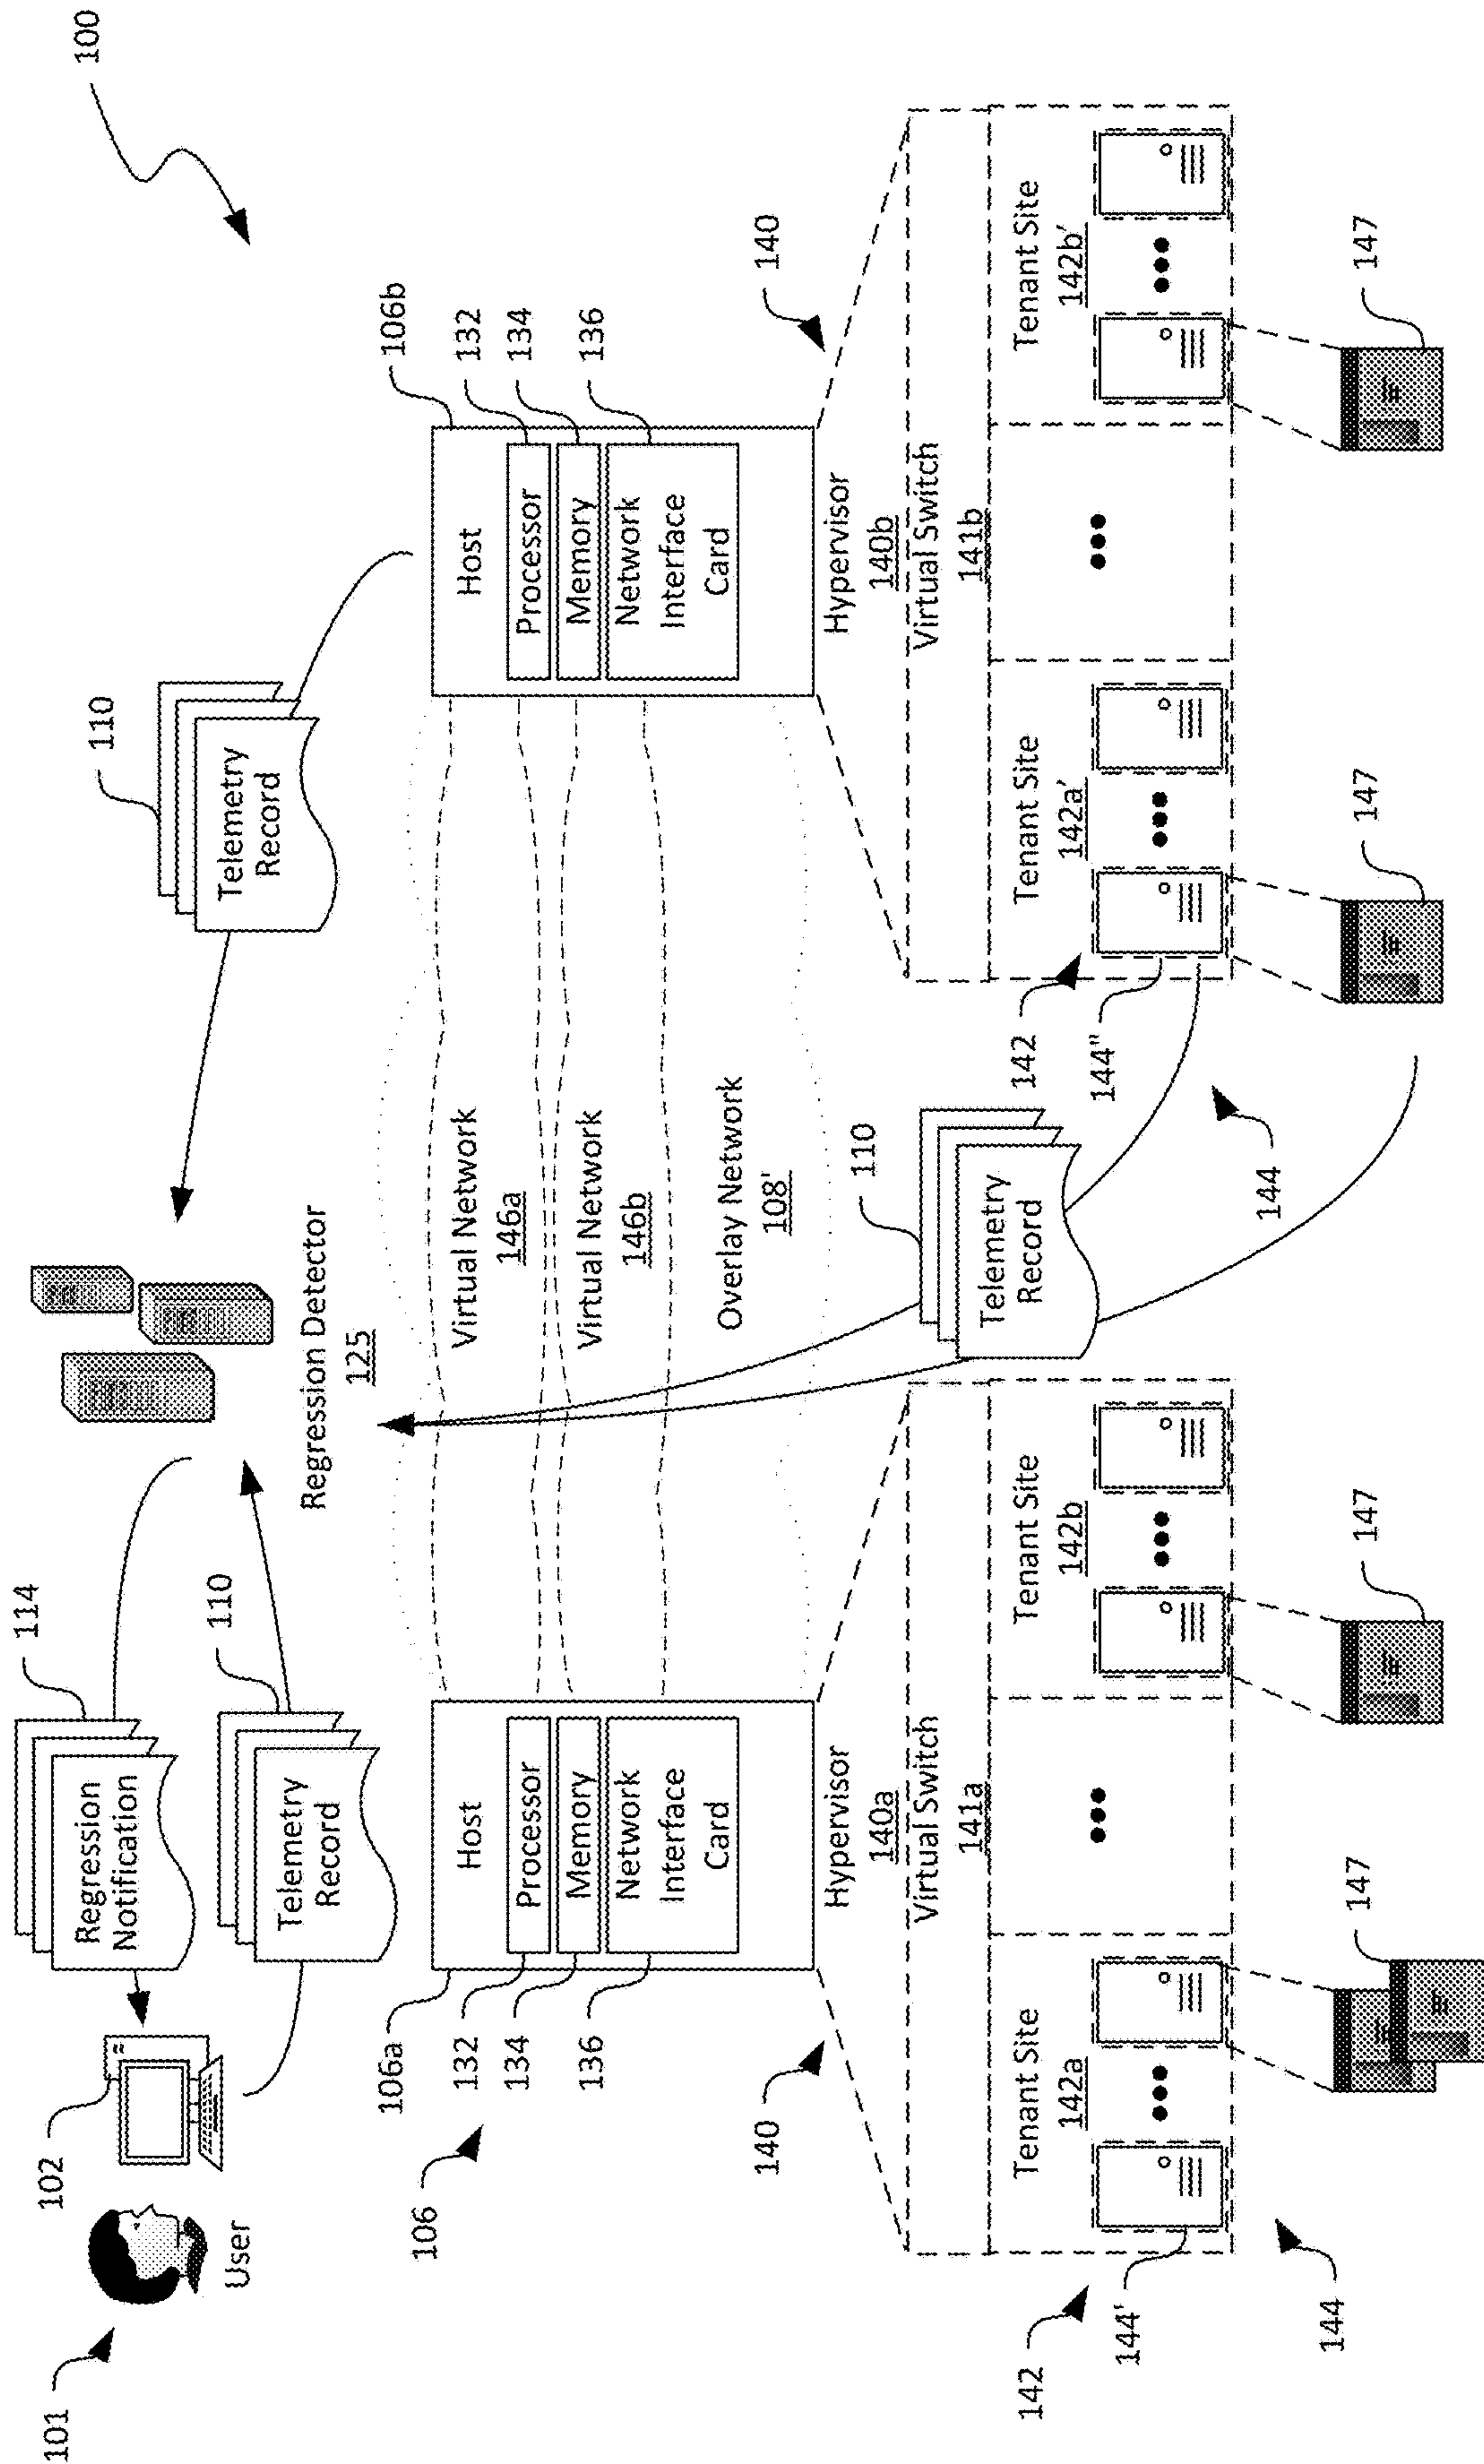 100
101
User
102
Regression
Notification
114
Telemetry
Record
110
Regression Detector
125
Telemetry
Record
110
106
106a
132
134
136
Host
Processor
Memory
Network
Interface
Card
Virtual Network
146a
Virtual Network
146b
Overlay Network
108'
Host
Processor
Memory
Network
Interface
Card
106b
132
134
136
140
Hypervisor
140a
Virtual Switch
141a
Telemetry
Record
110
Hypervisor
140b
Virtual Switch
141b
140
142
Tenant Site
142a
Tenant Site
142b
142
Tenant Site
142a'
Tenant Site
142b'
144'
144
147
147
144"
144
147
147